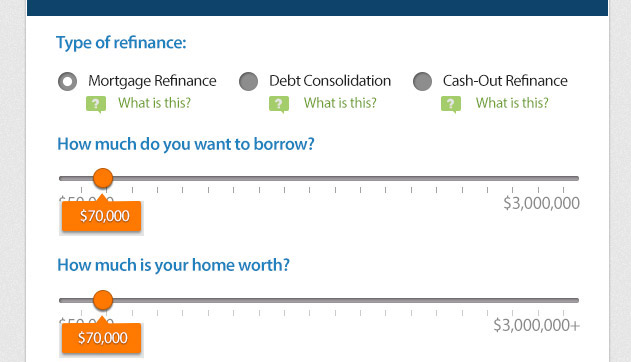 Type of refinance:
Mortgage Refinance Debt Consolidation Cash-Out Refinance
? What is this? ? What is this? ? What is this?
How much do you want to borrow?
$3,000,000
$70,000
How much is your home worth?
$3,000,000+
$70,000